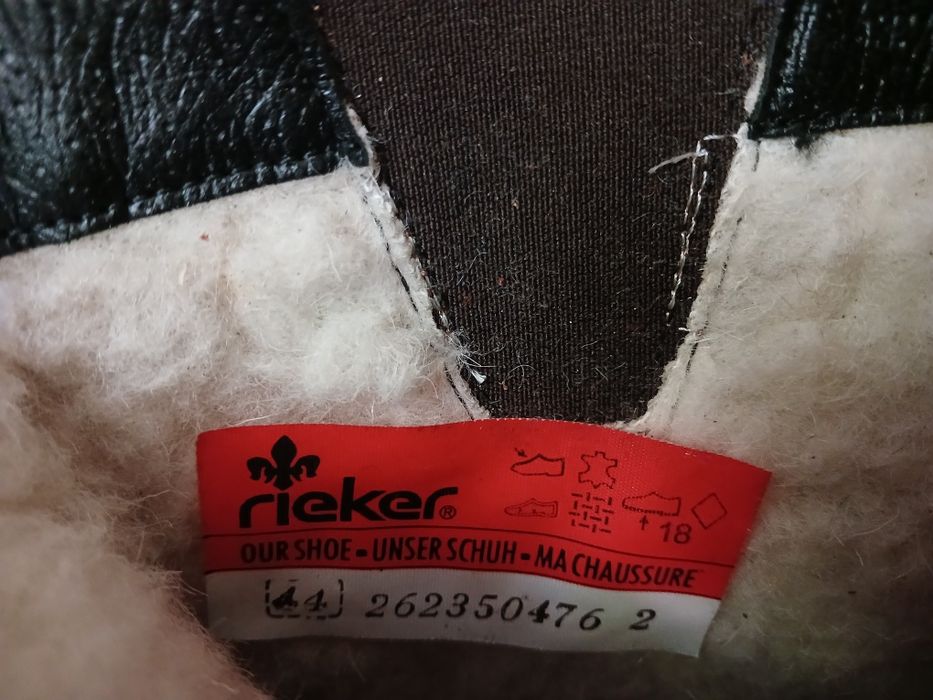 rieker®
18
OUR SHOE - UNSER SCHUH - MA CHAUSSURE
44 262350476 2